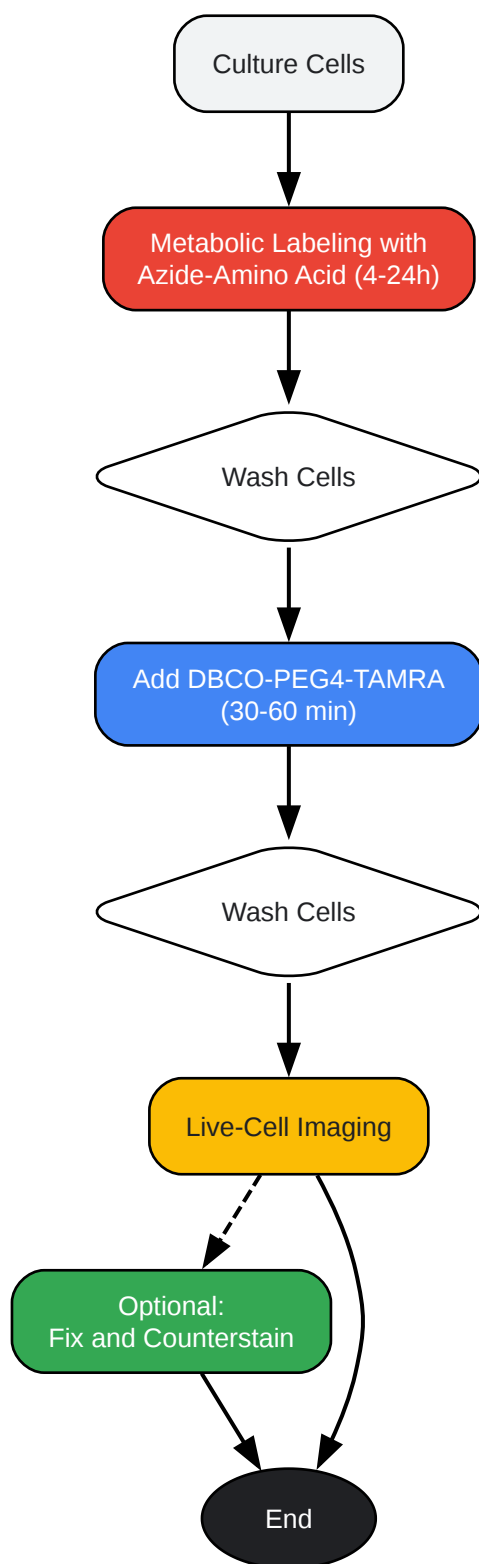 Culture Cells
Metabolic Labeling with
Azide-Amino Acid (4-24h)
Wash Cells
Add DBCO-PEG4-TAMRA
(30-60 min)
Wash Cells
Live-Cell Imaging
Optional:
Fix and Counterstain
End